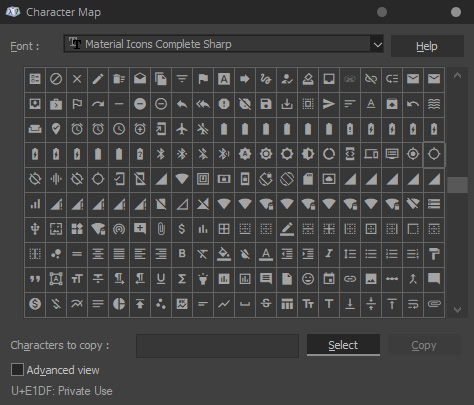 Character Map
Font :
Material Icons Complete Sharp
Help
Characters to copy :
Select
Copy
Advanced view
U+E1DF: Private Use